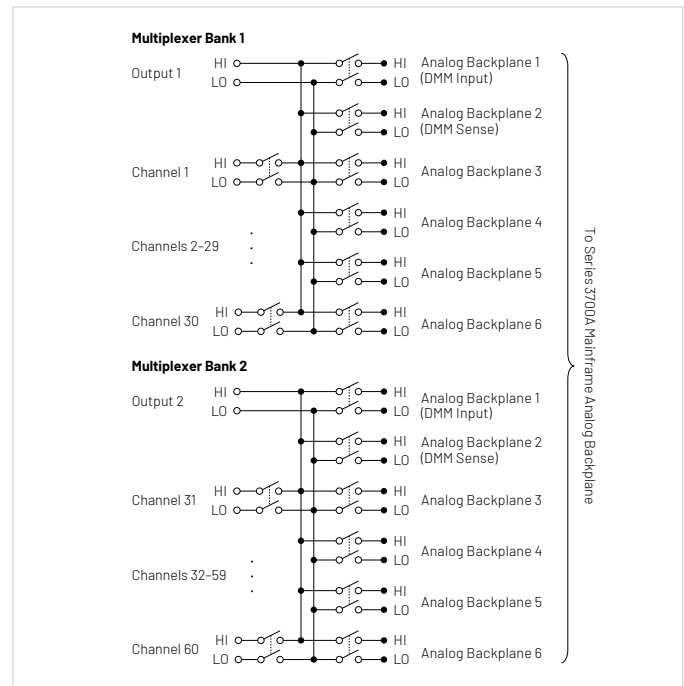 Multiplexer Bank 1
Output 1
HI
LO
HI
LO
Analog Backplane 1
(DMM Input)
HI
LO
Analog Backplane 2
(DMM Sense)
Channel 1
HI
LO
HI
LO
Analog Backplane 3
HI
LO
Analog Backplane 4
Channels 2–29
HI
LO
Analog Backplane 5
Channel 30
HI
LO
HI
LO
Analog Backplane 6
Multiplexer Bank 2
Output 2
HI
LO
HI
LO
Analog Backplane 1
(DMM Input)
HI
LO
Analog Backplane 2
(DMM Sense)
Channel 31
HI
LO
HI
LO
Analog Backplane 3
HI
LO
Analog Backplane 4
Channels 32–59
HI
LO
Analog Backplane 5
Channel 60
HI
LO
HI
LO
Analog Backplane 6
To Series 3700A Mainframe Analog Backplane